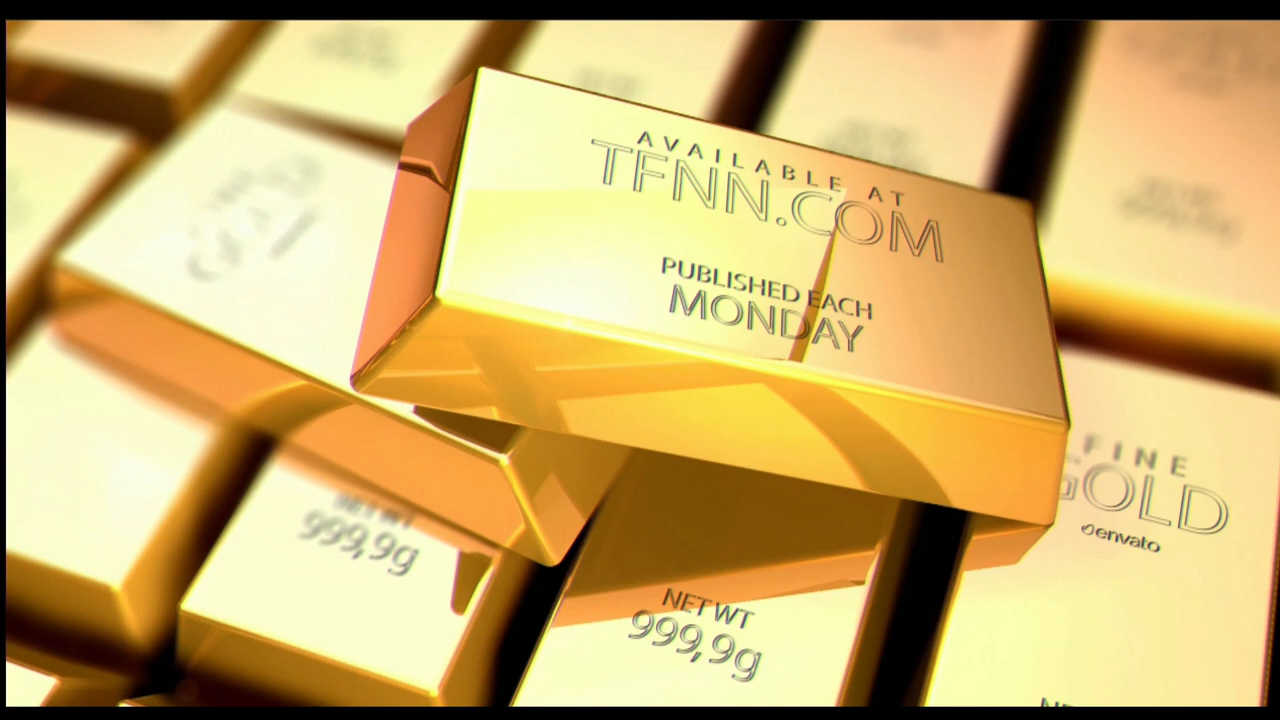 AVAILABLE AT
TFNN.COM
PUBLISHED EACH
MONDAY
FINE
GOLD
envato
NET WT
999,9g
NET WT
999,9g